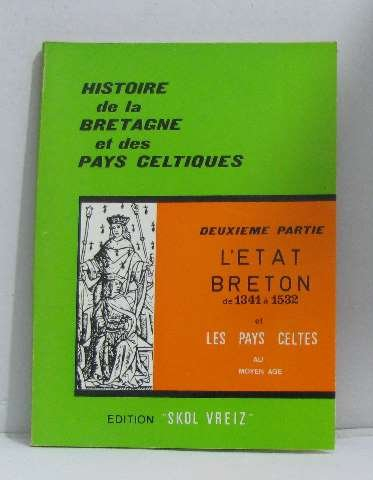 HISTOIRE
de la
BRETAGNE
et des
PAYS CELTIQUES
DEUXIEME PARTIE
L'ETAT
BRETON
de 1341 à 1532
et
LES PAYS CELTES
AU
MOYEN AGE
EDITION "SKOL VREIZ"